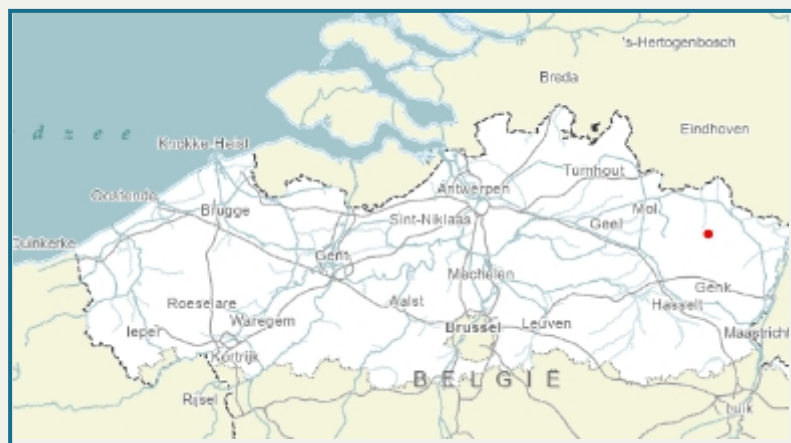 's-Hertogenbosch
Breda
d z e e
Eindhoven
Knokke-Heist
Turnhout
Oostende
Antwerpen
Mol
Brugge
Sint-Niklaas
Geel
Duinkerke
Gent
Mechelen
Genk
Roeselare
Aalst
Hasselt
Ieper
Waregem
Brussel
Leuven
Maastricht
Kortrijk
BELGIË
Rijsel
Luik